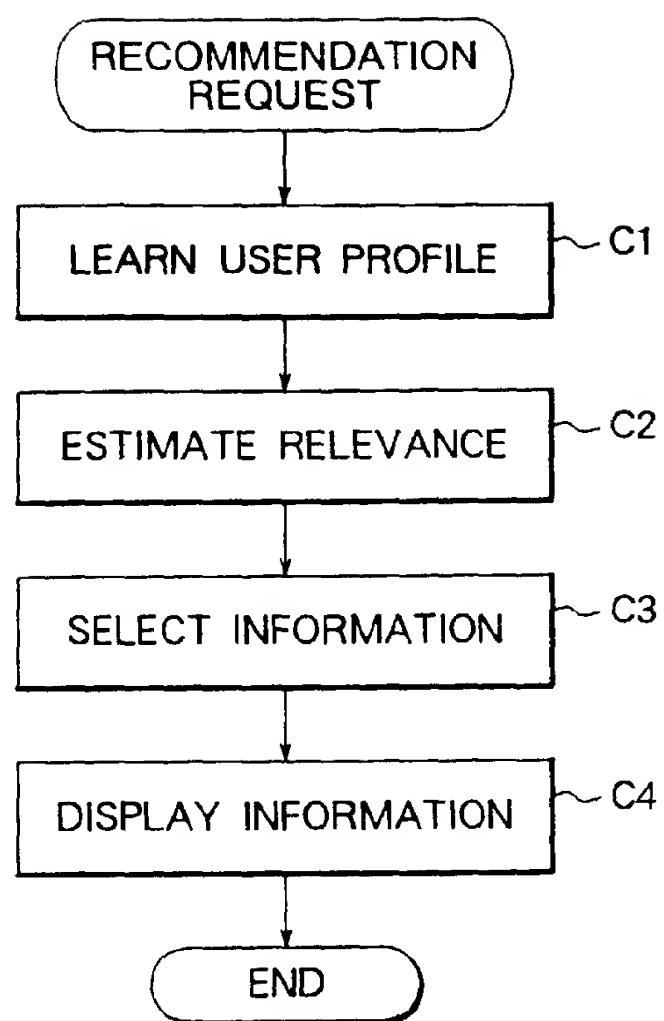 RECOMMENDATION
REQUEST
LEARN USER PROFILE
C1
ESTIMATE RELEVANCE
C2
SELECT INFORMATION
C3
DISPLAY INFORMATION
C4
END